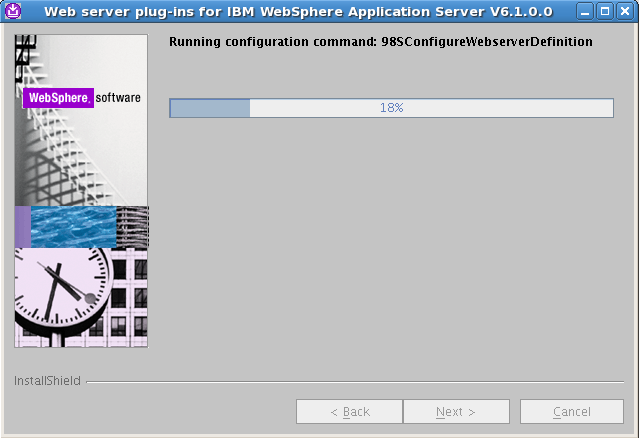 Web server plug-ins for IBM WebSphere Application Server V6.1.0.0
Running configuration command: 98SConfigureWebserverDefinition
WebSphere. software
18%
InstallShield
< Back
Next >
Cancel